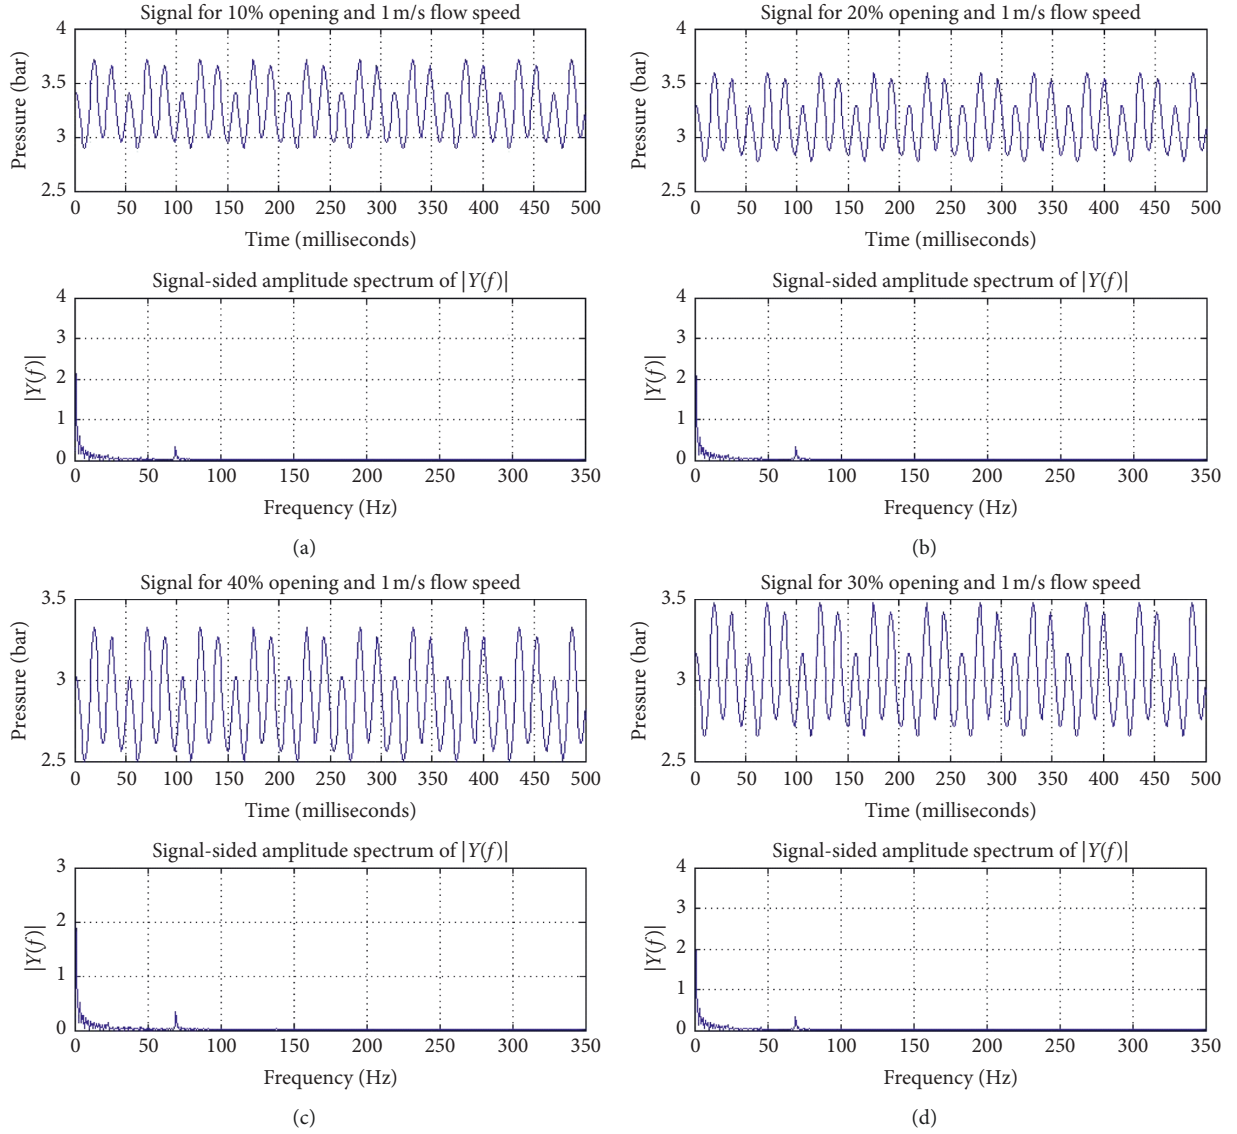 Signal for 10% opening and 1 m/s flow speed
Pressure (bar)
4
3.5
3
2.5
0 50 100 150 200 250 300 350 400 450 500
Time (milliseconds)
Signal-sided amplitude spectrum of |Y(f)|
|Y(f)|
4
3
2
1
0
0 50 100 150 200 250 300 350
Frequency (Hz)
(a)
Signal for 20% opening and 1 m/s flow speed
Pressure (bar)
4
3.5
3
2.5
0 50 100 150 200 250 300 350 400 450 500
Time (milliseconds)
Signal-sided amplitude spectrum of |Y(f)|
|Y(f)|
4
3
2
1
0
0 50 100 150 200 250 300 350
Frequency (Hz)
(b)
Signal for 40% opening and 1 m/s flow speed
Pressure (bar)
3.5
3
2.5
0 50 100 150 200 250 300 350 400 450 500
Time (milliseconds)
Signal-sided amplitude spectrum of |Y(f)|
|Y(f)|
3
2
1
0
0 50 100 150 200 250 300 350
Frequency (Hz)
(c)
Signal for 30% opening and 1 m/s flow speed
Pressure (bar)
3.5
3
2.5
0 50 100 150 200 250 300 350 400 450 500
Time (milliseconds)
Signal-sided amplitude spectrum of |Y(f)|
|Y(f)|
4
3
2
1
0
0 50 100 150 200 250 300 350
Frequency (Hz)
(d)